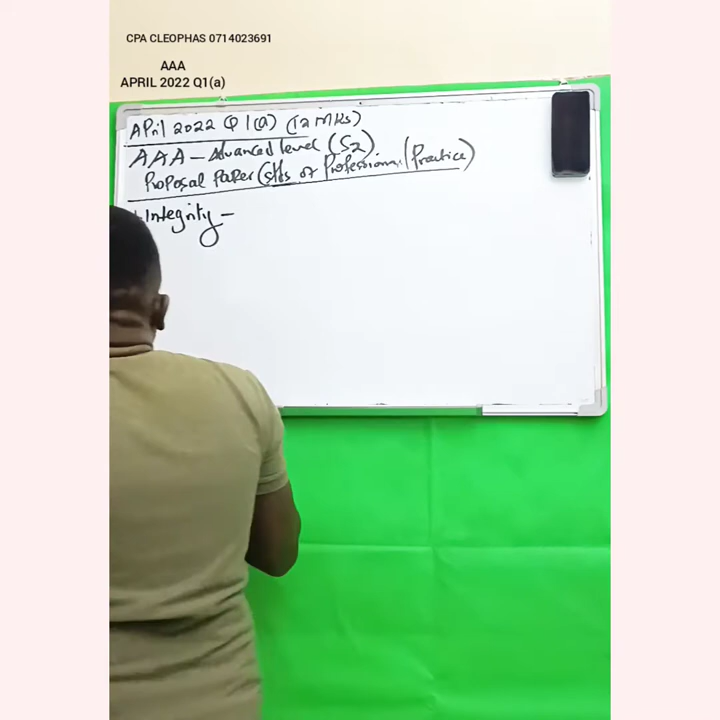 CPA CLEOPHAS 0714023691
AAA
APRIL 2022 Q1(a)
April 2022 Q 1(a) (12 MKs)
AAA – Advanced level (S2)
Proposal Paper (stds of Professional Practice)
Integrity –